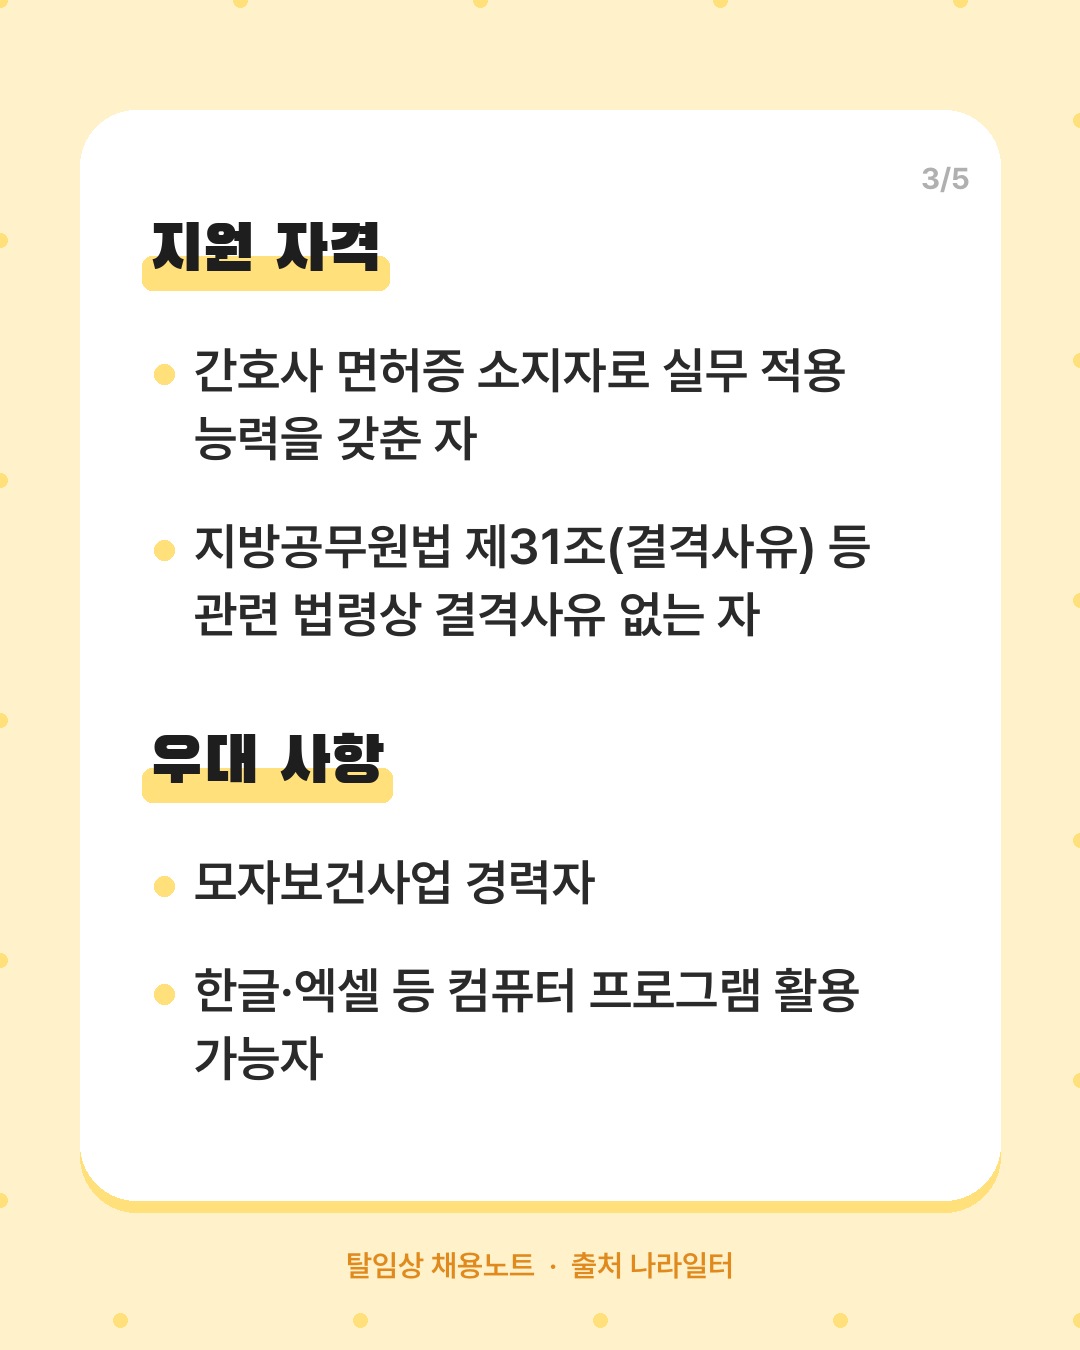 3/5
지원 자격
간호사 면허증 소지자로 실무 적용
능력을 갖춘 자
지방공무원법 제31조(결격사유) 등
관련 법령상 결격사유 없는 자
우대 사항
모자보건사업 경력자
한글·엑셀 등 컴퓨터 프로그램 활용
가능자
탈임상 채용노트 · 출처 나라일터